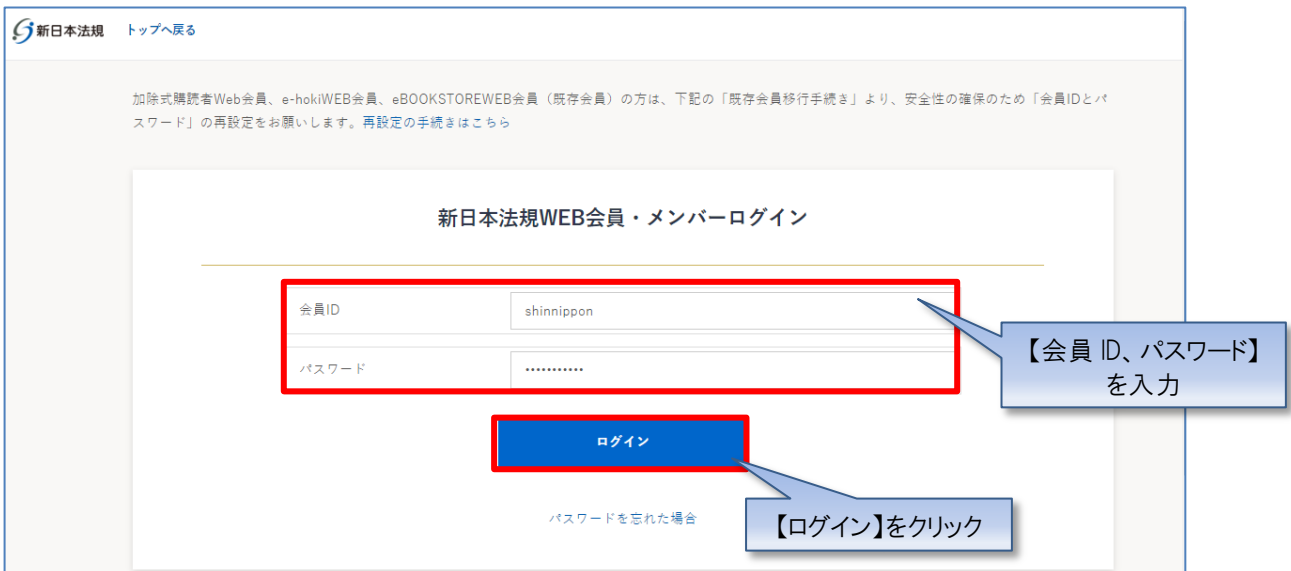 新日本法規 トップへ戻る
加除式購読者Web会員、e-hokiWEB会員、eBOOKSTOREWEB会員（既存会員）の方は、下記の「既存会員移行手続き」より、安全性の確保のため「会員IDとパ
スワード」の再設定をお願いします。再設定の手続きはこちら
新日本法規WEB会員・メンバーログイン
会員ID shinnippon
【会員 ID、パスワード】
を入力
パスワード •••••••••••
ログイン
【ログイン】をクリック
パスワードを忘れた場合